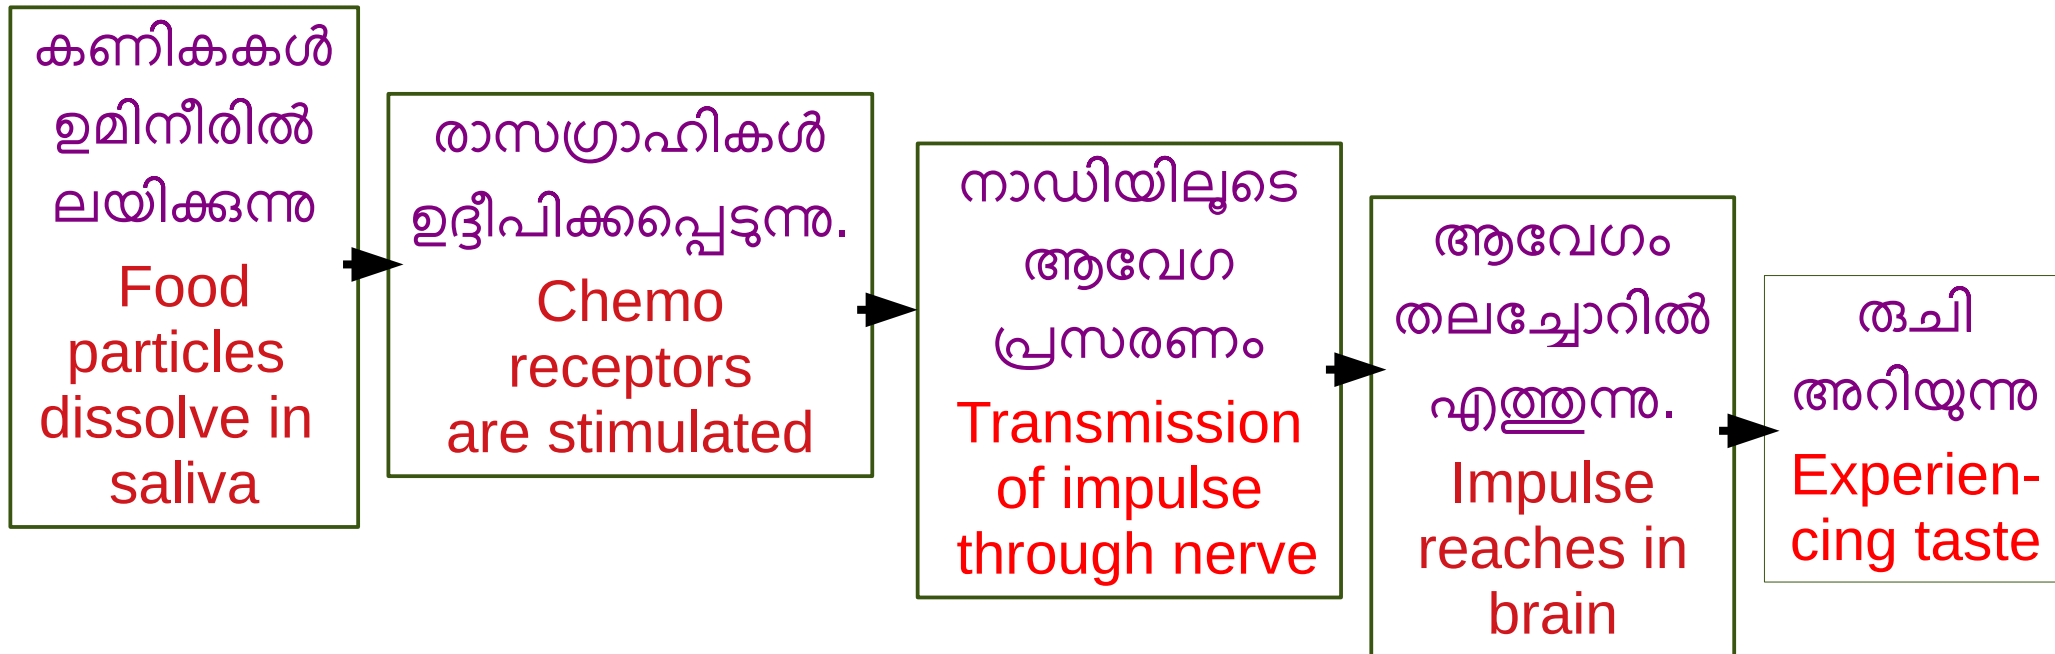 കണികകൾ
ഉമിനീരിൽ
ലയിക്കുന്നു
Food
particles
dissolve in
saliva
രാസഗ്രാഹികൾ
ഉദ്ദീപിക്കപ്പെടുന്നു.
Chemo
receptors
are stimulated
നാഡിയിലൂടെ
ആവേഗ
പ്രസരണം
Transmission
of impulse
through nerve
ആവേഗം
തലച്ചോറിൽ
എത്തുന്നു.
Impulse
reaches in
brain
രുചി
അറിയുന്നു
Experien-
cing taste